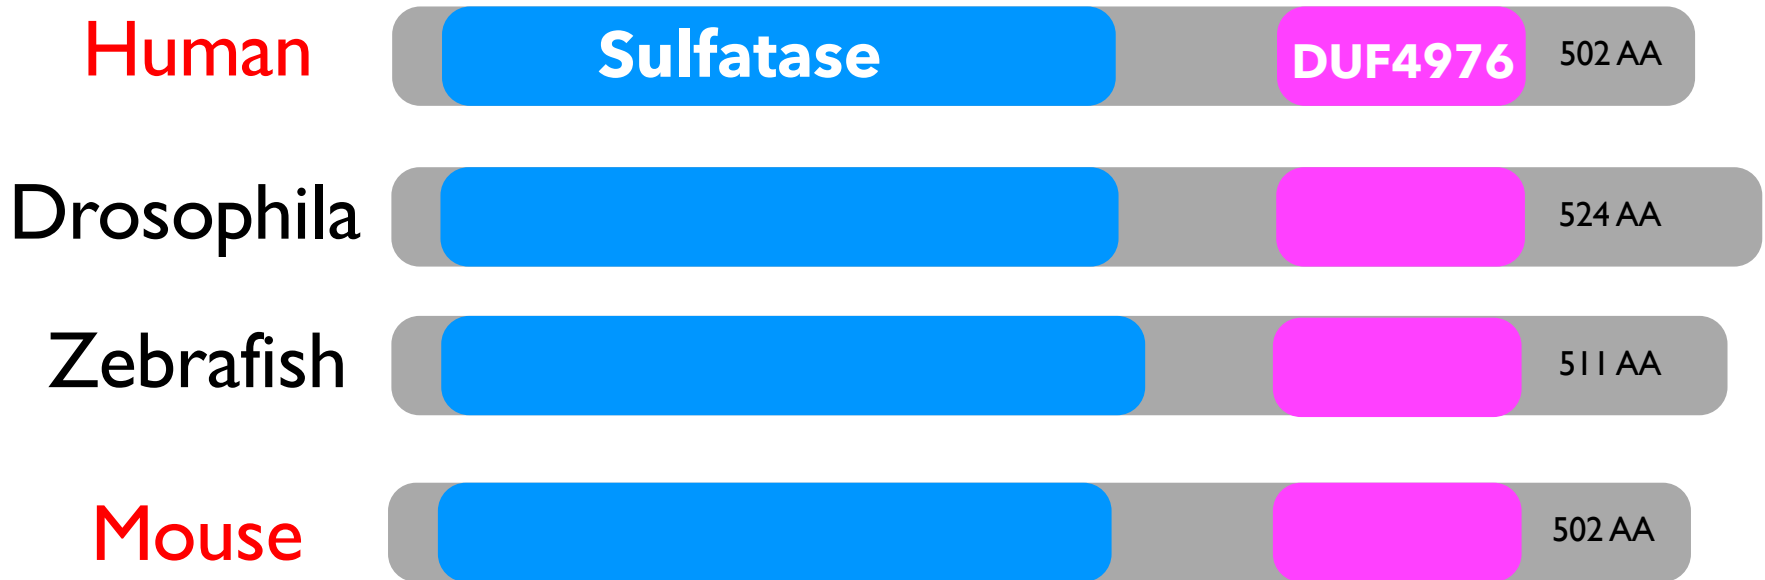 Human Sulfatase DUF4976 502 AA
Drosophila 524 AA
Zebrafish 511 AA
Mouse 502 AA